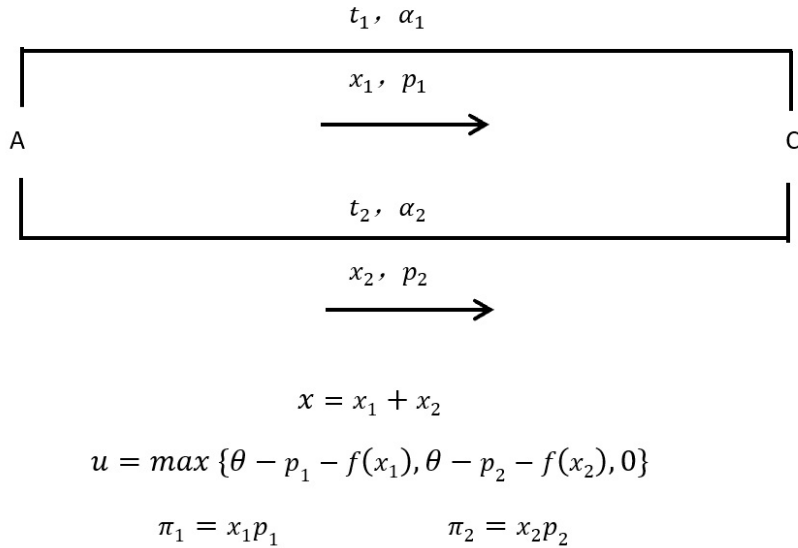 t₁， α₁
x₁， p₁
A
C
t₂， α₂
x₂， p₂
x = x₁ + x₂
u = max {θ − p₁ − f(x₁), θ − p₂ − f(x₂), 0}
π₁ = x₁p₁ π₂ = x₂p₂